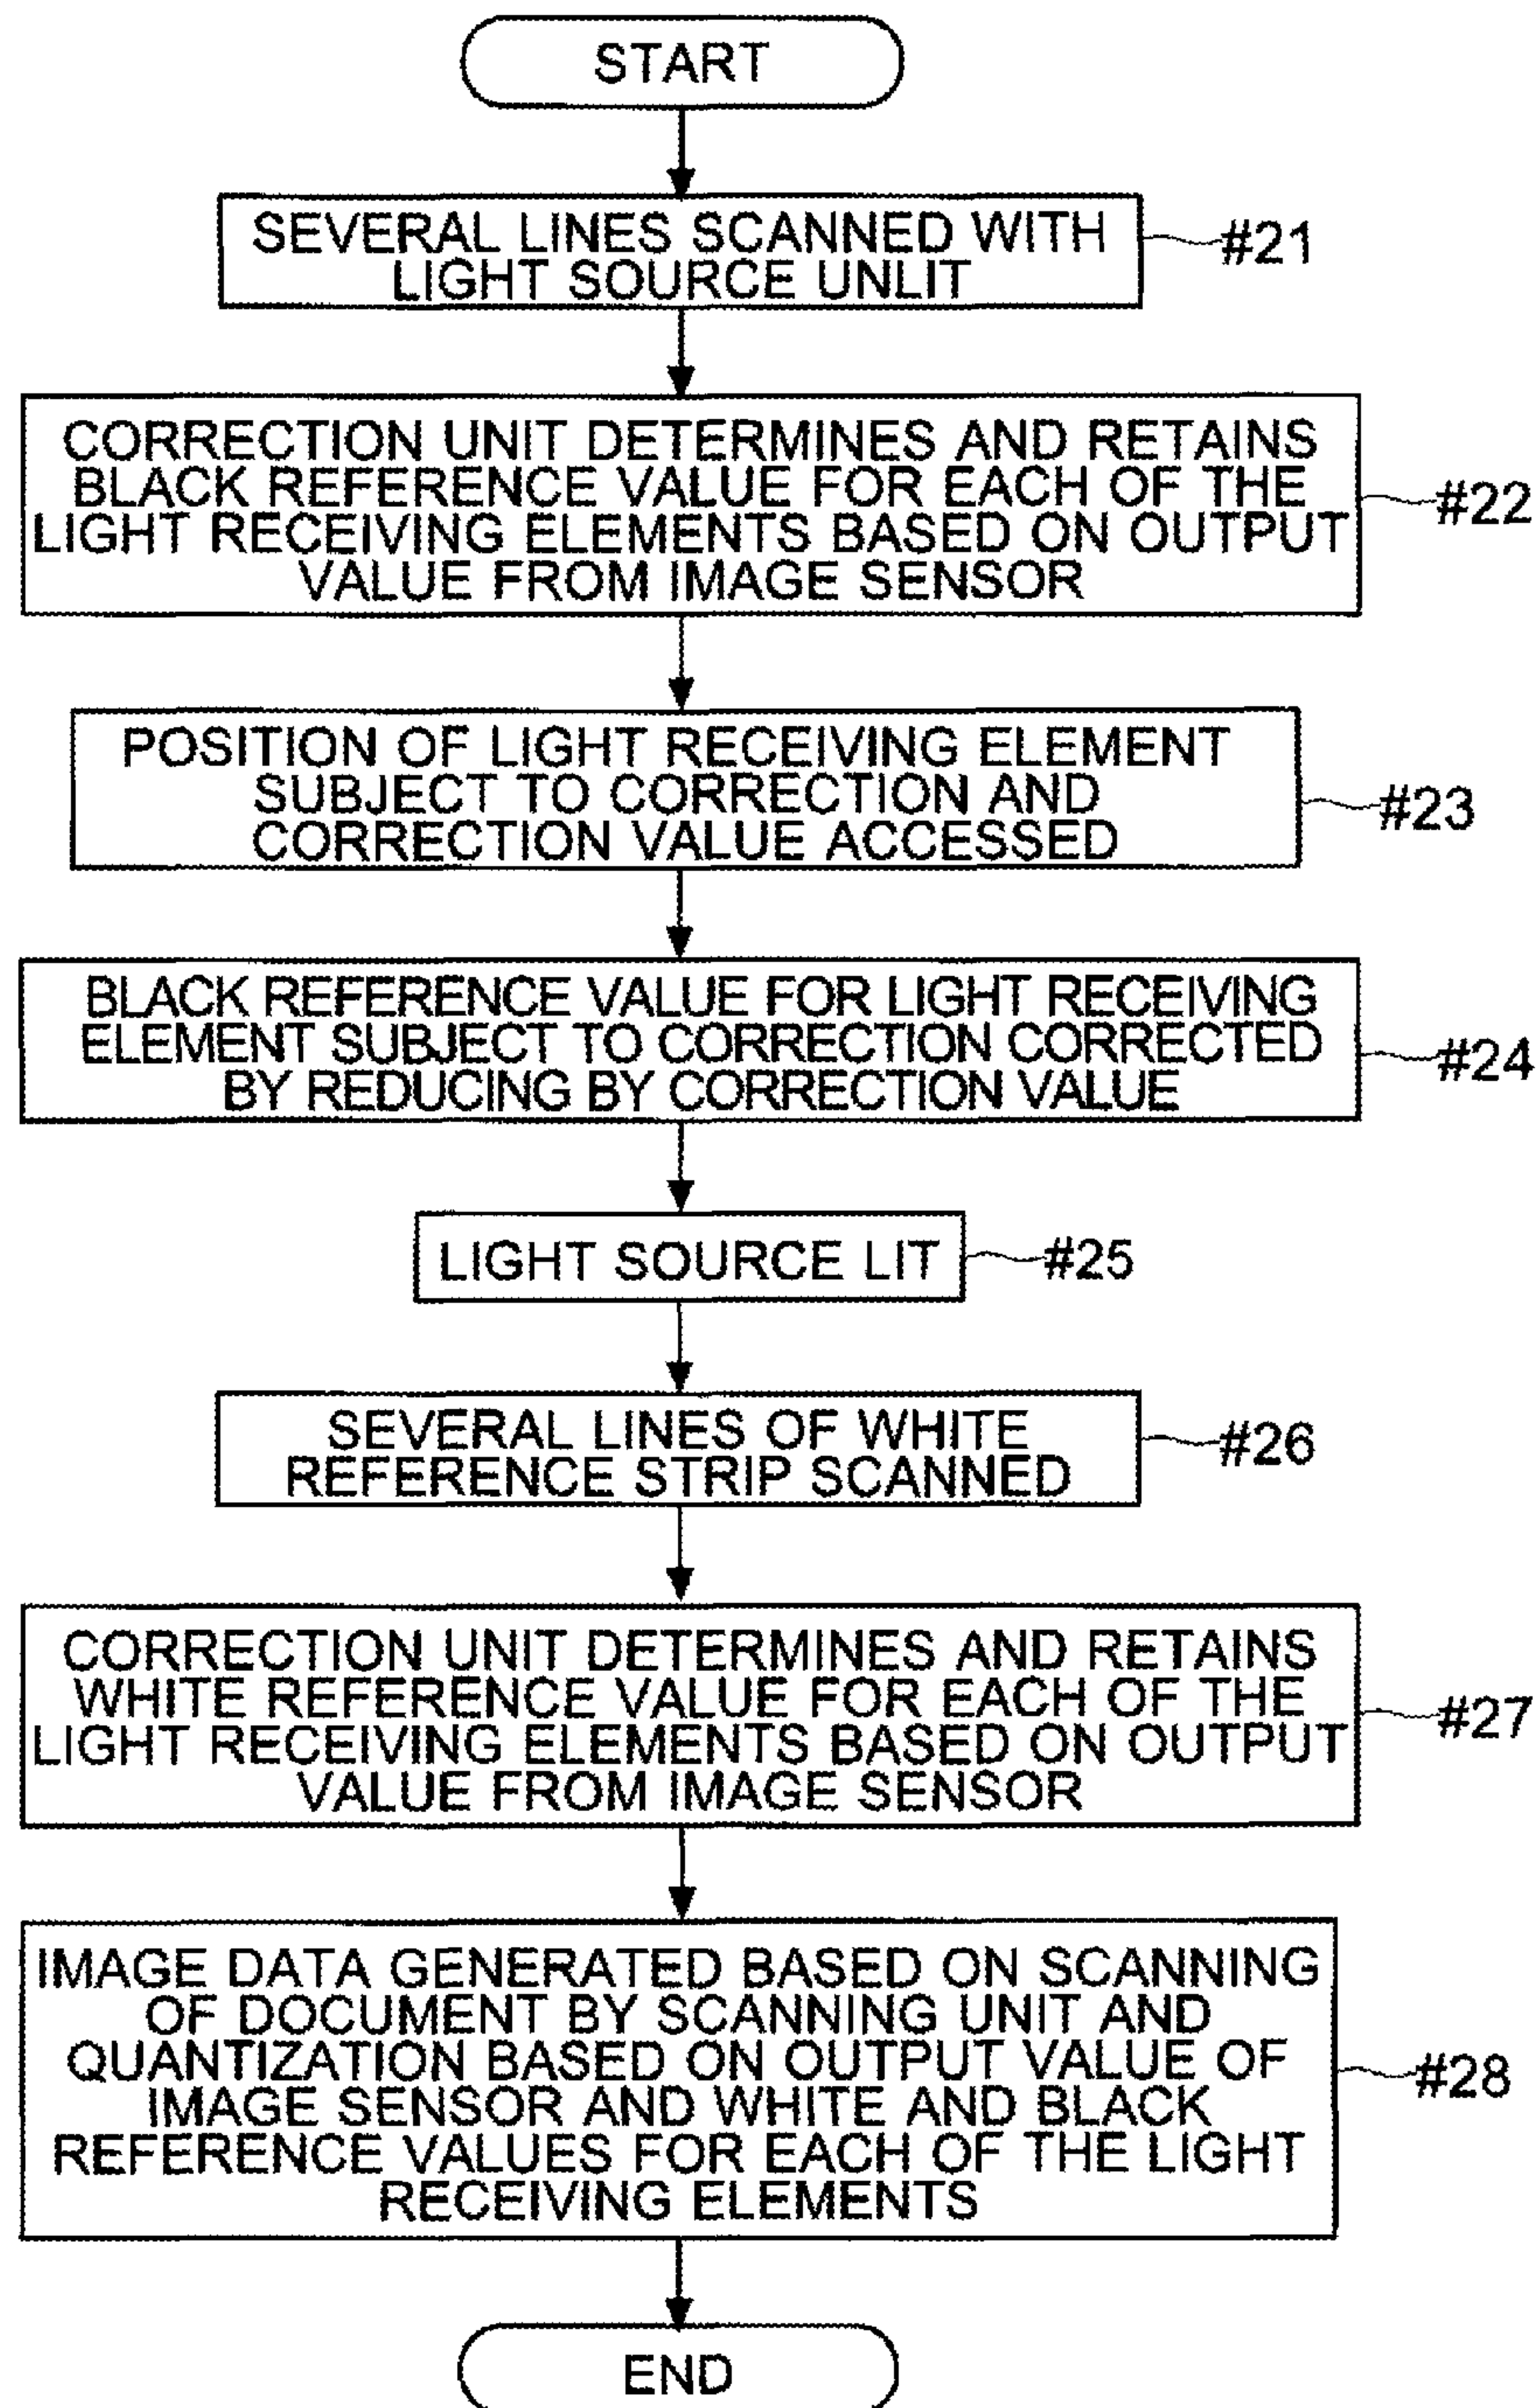 START
SEVERAL LINES SCANNED WITH
LIGHT SOURCE UNLIT
#21
CORRECTION UNIT DETERMINES AND RETAINS
BLACK REFERENCE VALUE FOR EACH OF THE
LIGHT RECEIVING ELEMENTS BASED ON OUTPUT
VALUE FROM IMAGE SENSOR
#22
POSITION OF LIGHT RECEIVING ELEMENT
SUBJECT TO CORRECTION AND
CORRECTION VALUE ACCESSED
#23
BLACK REFERENCE VALUE FOR LIGHT RECEIVING
ELEMENT SUBJECT TO CORRECTION CORRECTED
BY REDUCING BY CORRECTION VALUE
#24
LIGHT SOURCE LIT
#25
SEVERAL LINES OF WHITE
REFERENCE STRIP SCANNED
#26
CORRECTION UNIT DETERMINES AND RETAINS
WHITE REFERENCE VALUE FOR EACH OF THE
LIGHT RECEIVING ELEMENTS BASED ON OUTPUT
VALUE FROM IMAGE SENSOR
#27
IMAGE DATA GENERATED BASED ON SCANNING
OF DOCUMENT BY SCANNING UNIT AND
QUANTIZATION BASED ON OUTPUT VALUE OF
IMAGE SENSOR AND WHITE AND BLACK
REFERENCE VALUES FOR EACH OF THE LIGHT
RECEIVING ELEMENTS
#28
END